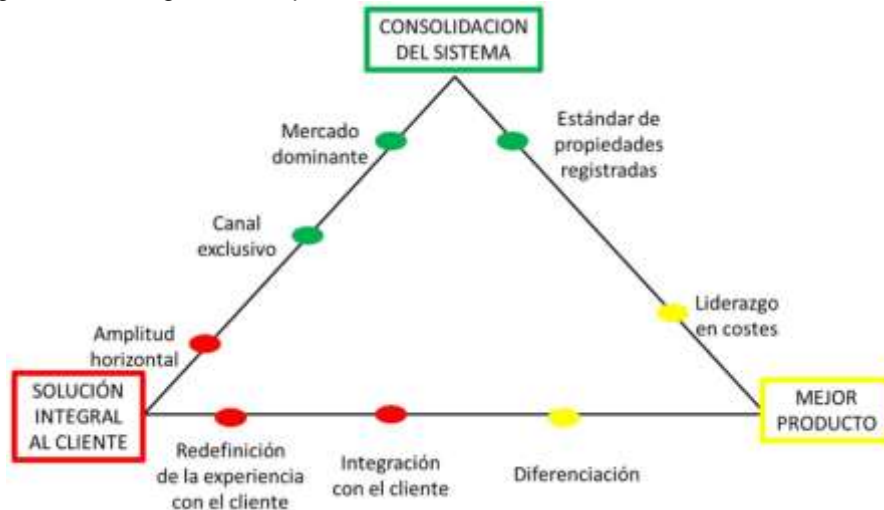 CONSOLIDACION
DEL SISTEMA
Mercado
dominante
Estándar de
propiedades
registradas
Canal
exclusivo
Liderazgo
en costes
Amplitud
horizontal
SOLUCIÓN
INTEGRAL
AL CLIENTE
MEJOR
PRODUCTO
Redefinición
de la experiencia
con el cliente
Integración
con el cliente
Diferenciación